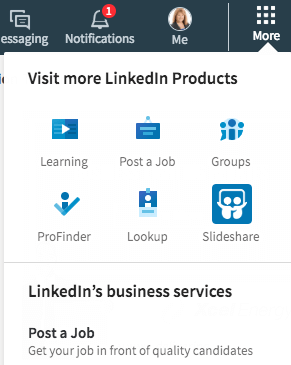 1
essaging Notifications Me More
Visit more LinkedIn Products
Learning Post a Job Groups
ProFinder Lookup Slideshare
LinkedIn's business services
Post a Job
Get your job in front of quality candidates